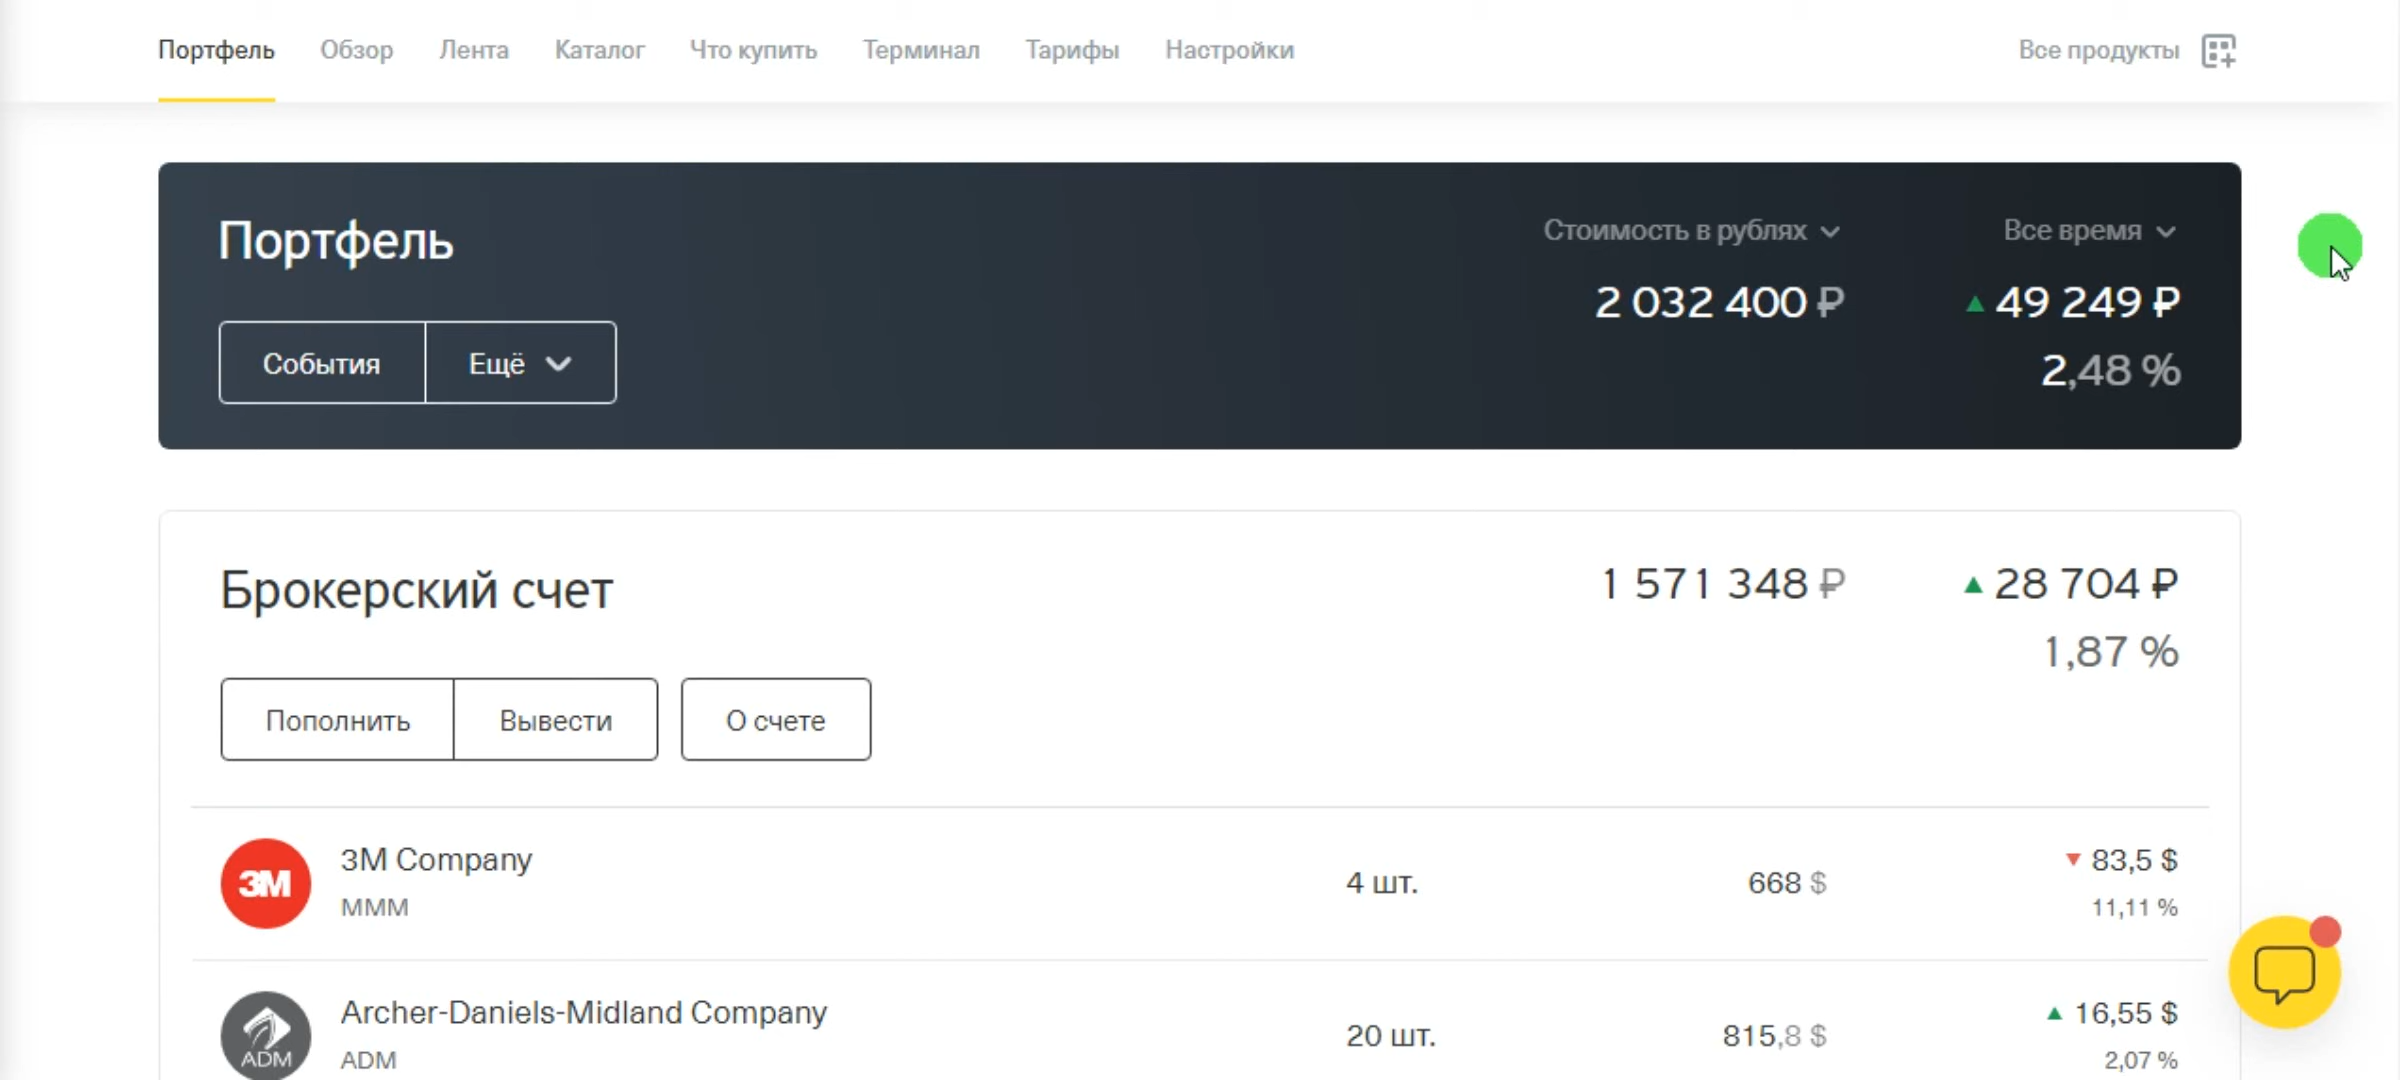 Портфель Обзор Лента Каталог Что купить Терминал Тарифы Настройки Все продукты
Портфель Стоимость в рублях Все время
2 032 400 ₽ 49 249 ₽
События Ещё 2,48 %
Брокерский счет 1 571 348 ₽ 28 704 ₽
1,87 %
Пополнить Вывести О счете
3M 3M Company 4 шт. 668 $ 83,5 $
MMM 11,11 %
Archer-Daniels-Midland Company 20 шт. 815,8 $ 16,55 $
ADM ADM 2,07 %